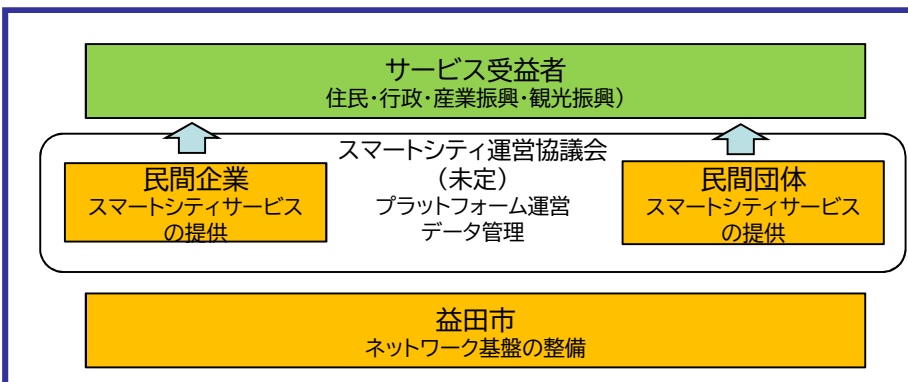 サービス受益者
住民・行政・産業振興・観光振興）
スマートシティ運営協議会
（未定）
プラットフォーム運営
データ管理
民間企業
スマートシティサービス
の提供
民間団体
スマートシティサービス
の提供
益田市
ネットワーク基盤の整備